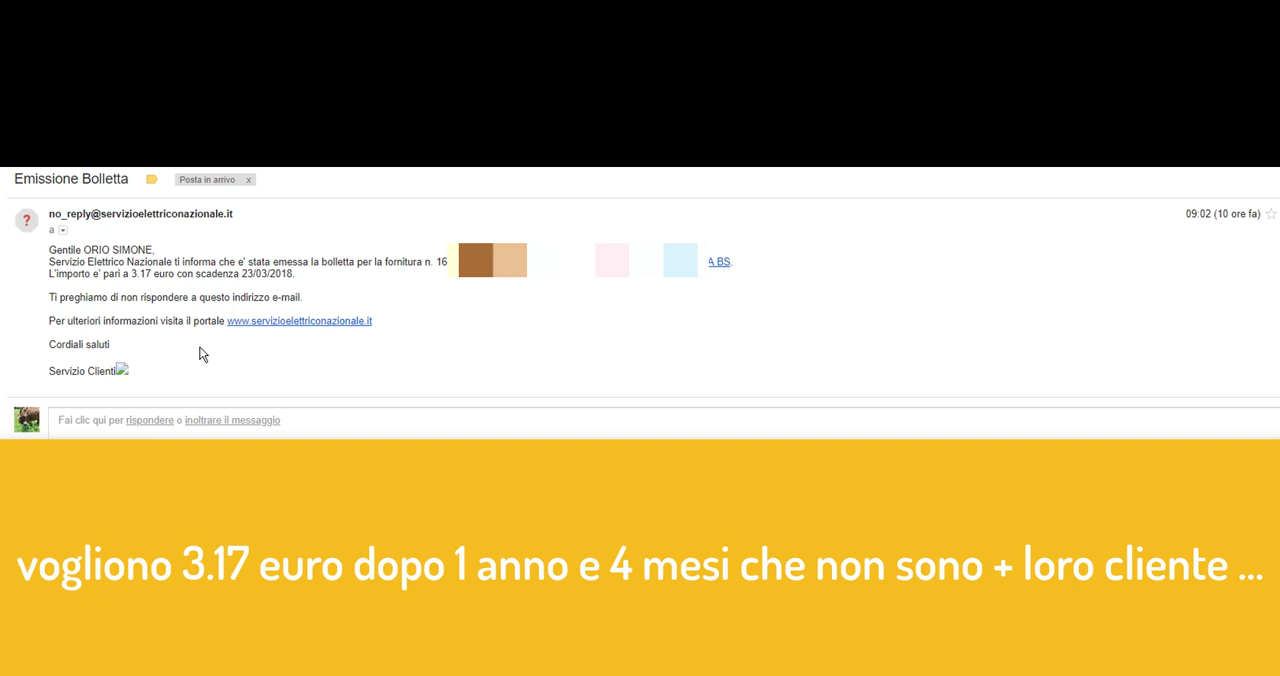 Emissione Bolletta Posta in arrivo x
no_reply@servizioelettriconazionale.it 09:02 (10 ore fa)
a
Gentile ORIO SIMONE,
Servizio Elettrico Nazionale ti informa che e' stata emessa la bolletta per la fornitura n. 16 A BS.
L'importo e' pari a 3.17 euro con scadenza 23/03/2018.
Ti preghiamo di non rispondere a questo indirizzo e-mail.
Per ulteriori informazioni visita il portale www.servizioelettriconazionale.it
Cordiali saluti
Servizio Clienti
Fai clic qui per rispondere o inoltrare il messaggio
vogliono 3.17 euro dopo 1 anno e 4 mesi che non sono + loro cliente ...